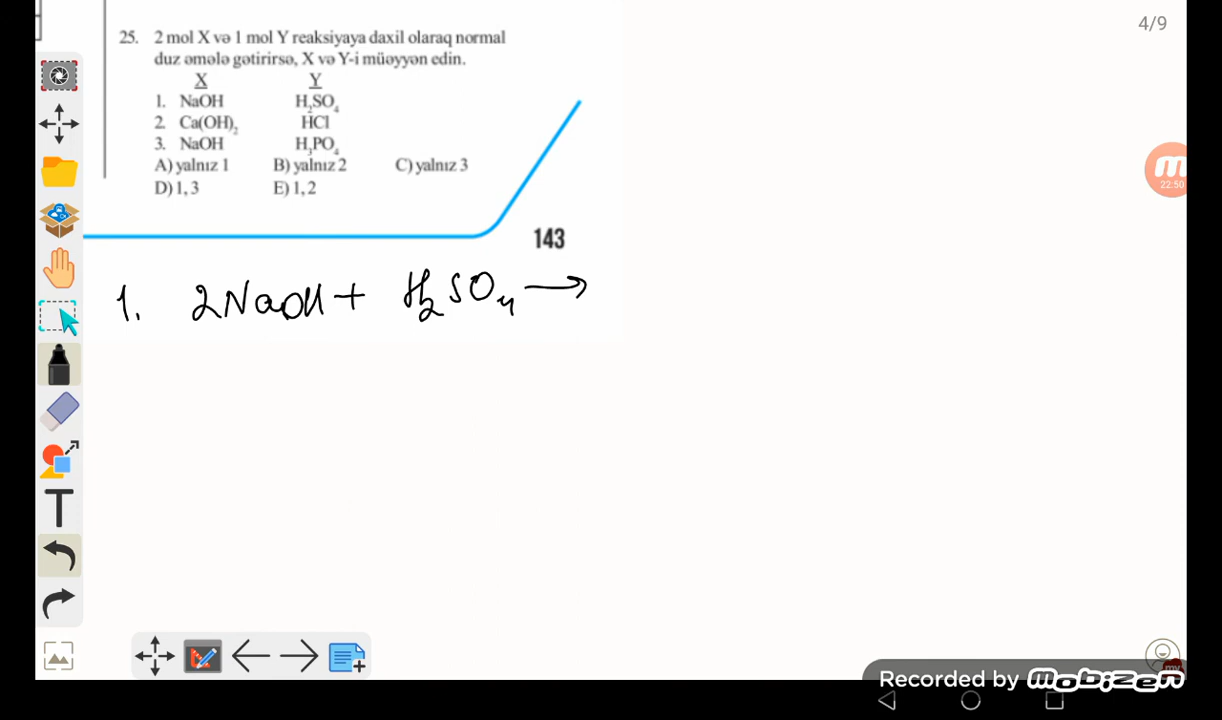 4/9
25. 2 mol X və 1 mol Y reaksiyaya daxil olaraq normal
duz əmələ gətirirsə, X və Y-i müəyyən edin.
X Y
1. NaOH H₂SO₄
2. Ca(OH)₂ HCl
3. NaOH H₃PO₄
A) yalnız 1 B) yalnız 2 C) yalnız 3
D) 1, 3 E) 1, 2
143
1. 2NaOH + H₂SO₄ →
22:50
T
Recorded by mobizen